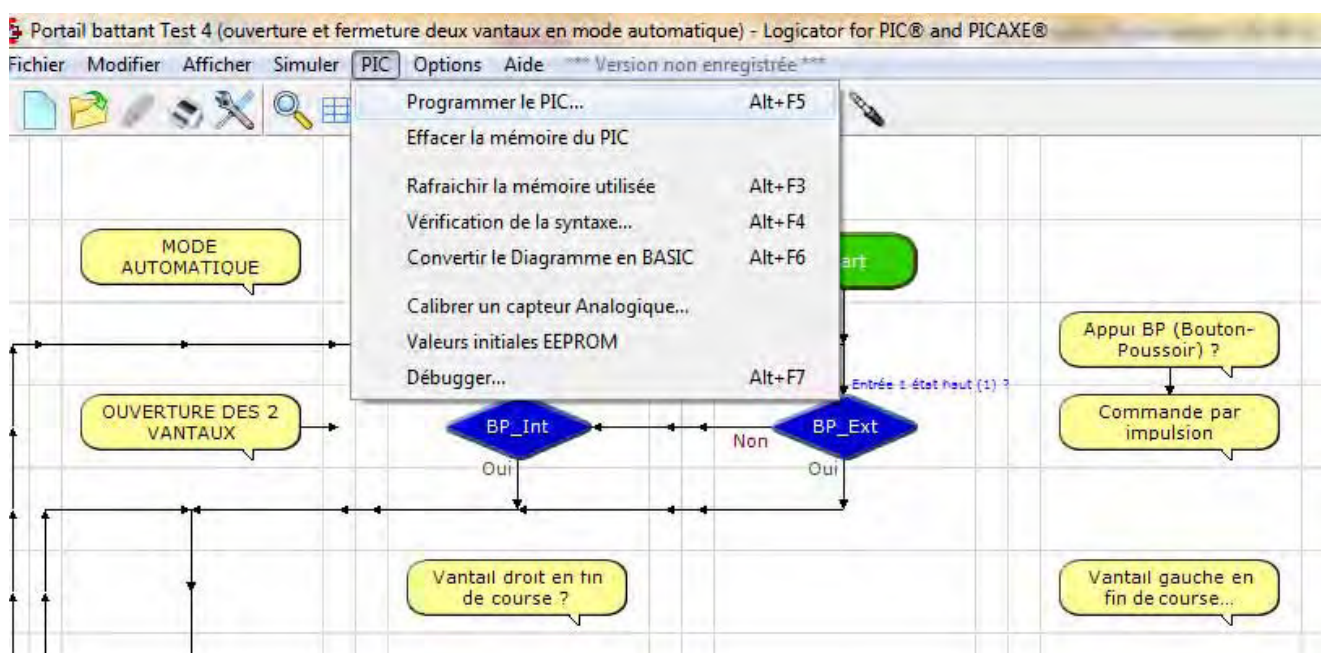 Portail battant Test 4 (ouverture et fermeture deux vantaux en mode automatique) - Logicator for PIC® and PICAXE®
Fichier Modifier Afficher Simuler PIC Options Aide *** Version non enregistrée ***
Programmer le PIC... Alt+F5
Effacer la mémoire du PIC
Rafraichir la mémoire utilisée Alt+F3
Vérification de la syntaxe... Alt+F4
Convertir le Diagramme en BASIC Alt+F6
Calibrer un capteur Analogique...
Valeurs initiales EEPROM
Débugger... Alt+F7
MODE
AUTOMATIQUE
art
Appui BP (Bouton-
Poussoir) ?
Entrée 1 état haut (1) ?
OUVERTURE DES 2
VANTAUX
BP_Int
Non
BP_Ext
Commande par
impulsion
Oui
Oui
Vantail droit en fin
de course ?
Vantail gauche en
fin de course...